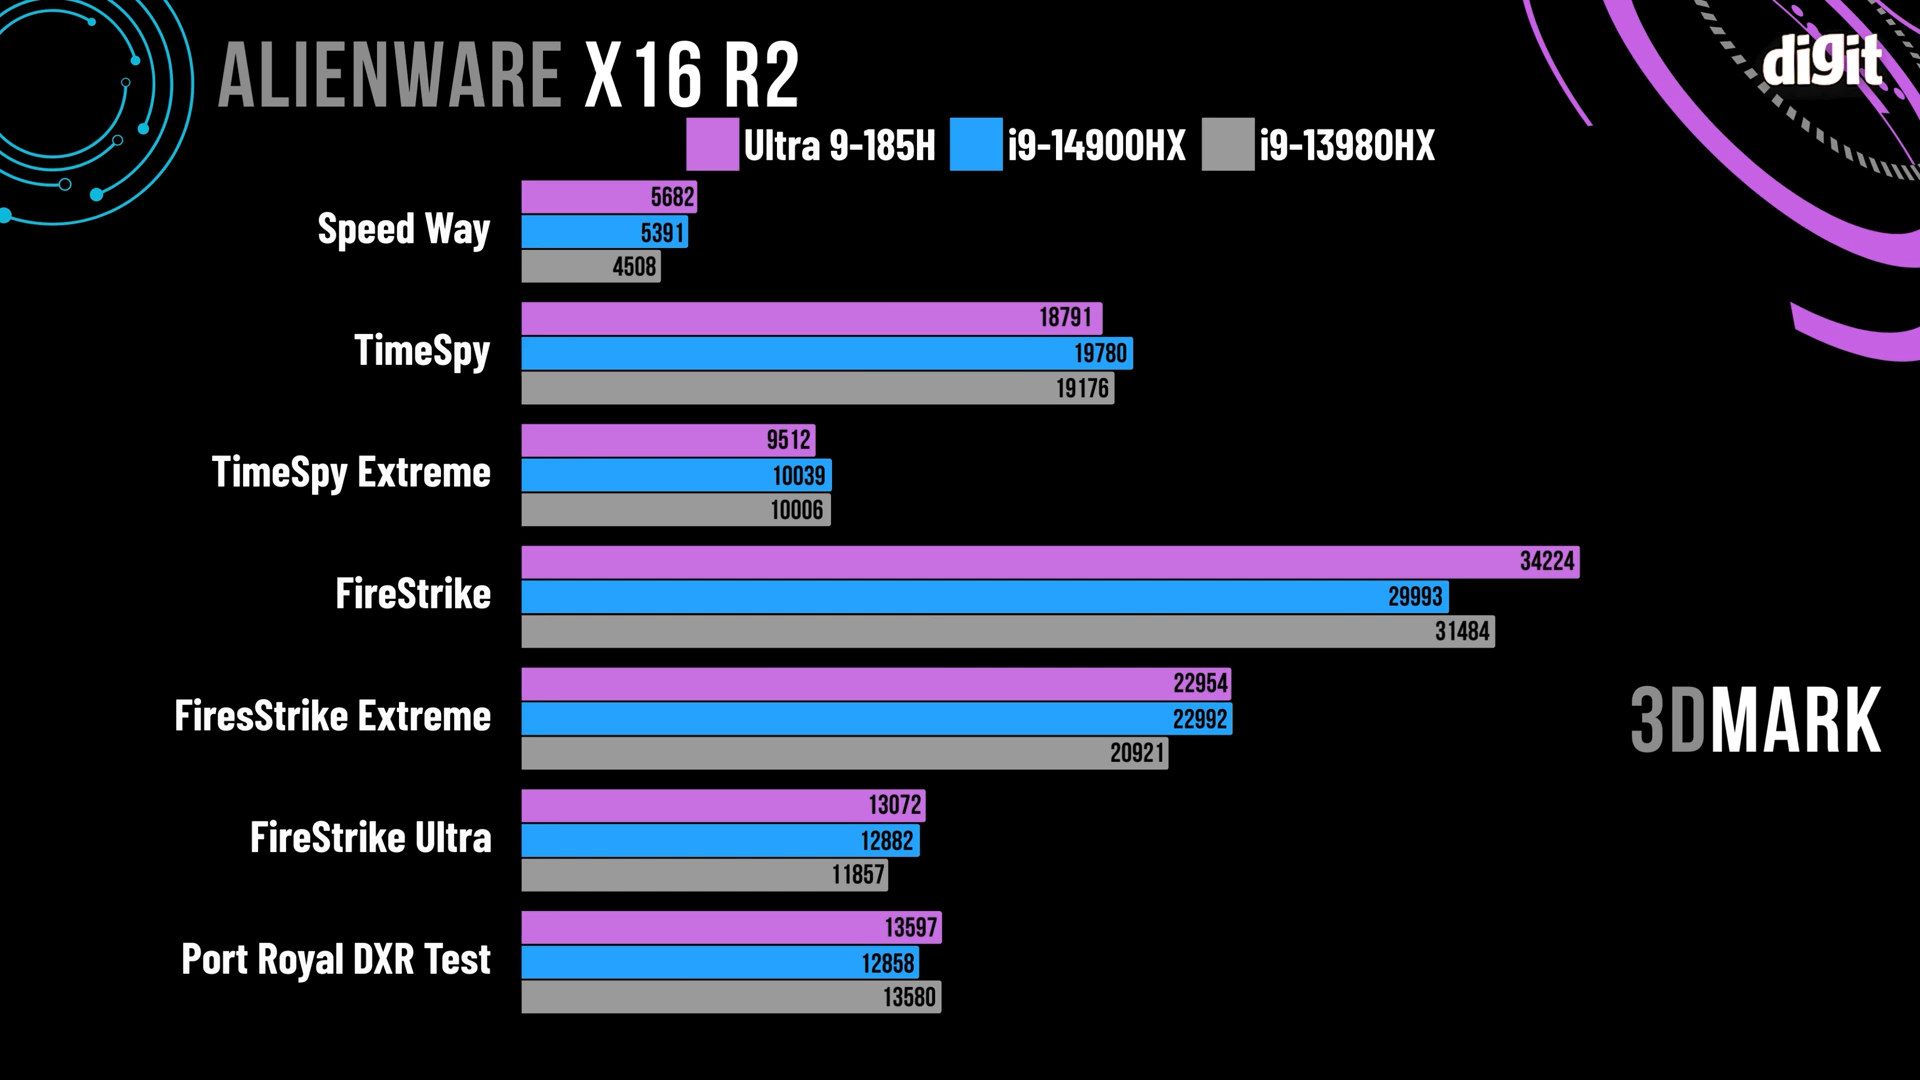 ALIENWARE X16 R2
digit
Ultra 9-185H i9-14900HX i9-13980HX
Speed Way
5682
5391
4508
TimeSpy
18791
19780
19176
TimeSpy Extreme
9512
10039
10006
FireStrike
34224
29993
31484
FiresStrike Extreme
22954
22992
20921
3DMARK
FireStrike Ultra
13072
12882
11857
Port Royal DXR Test
13597
12858
13580